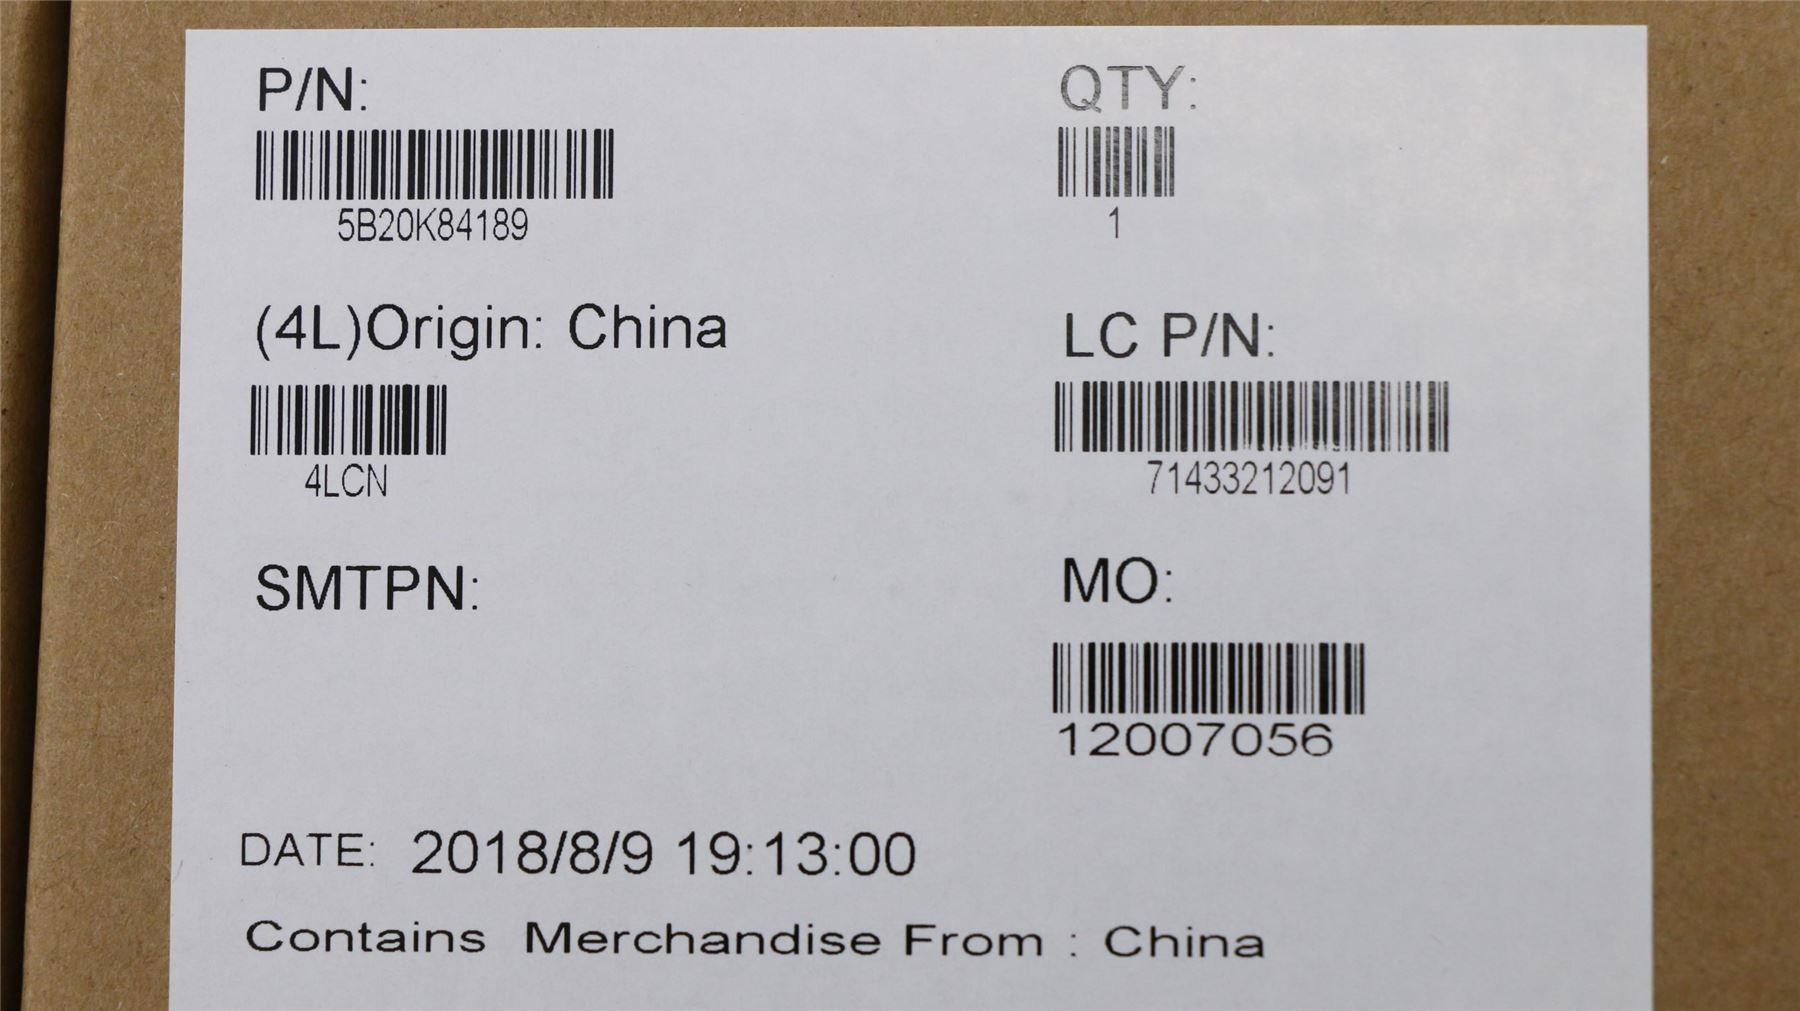 P/N:
5B20K84189
QTY:
1
(4L)Origin: China
4LCN
LC P/N:
71433212091
SMTPN:
MO:
12007056
DATE: 2018/8/9 19:13:00
Contains Merchandise From : China